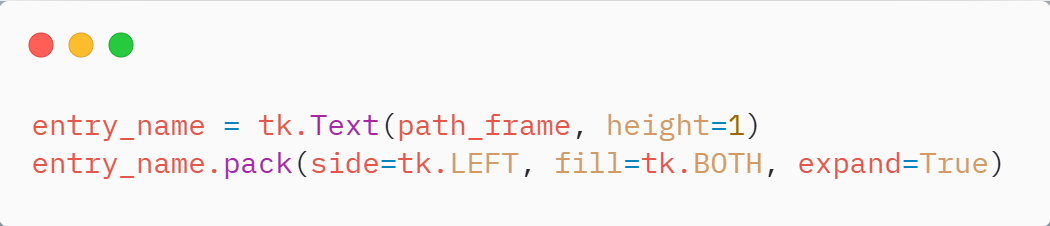 entry_name = tk.Text(path_frame, height=1)
entry_name.pack(side=tk.LEFT, fill=tk.BOTH, expand=True)